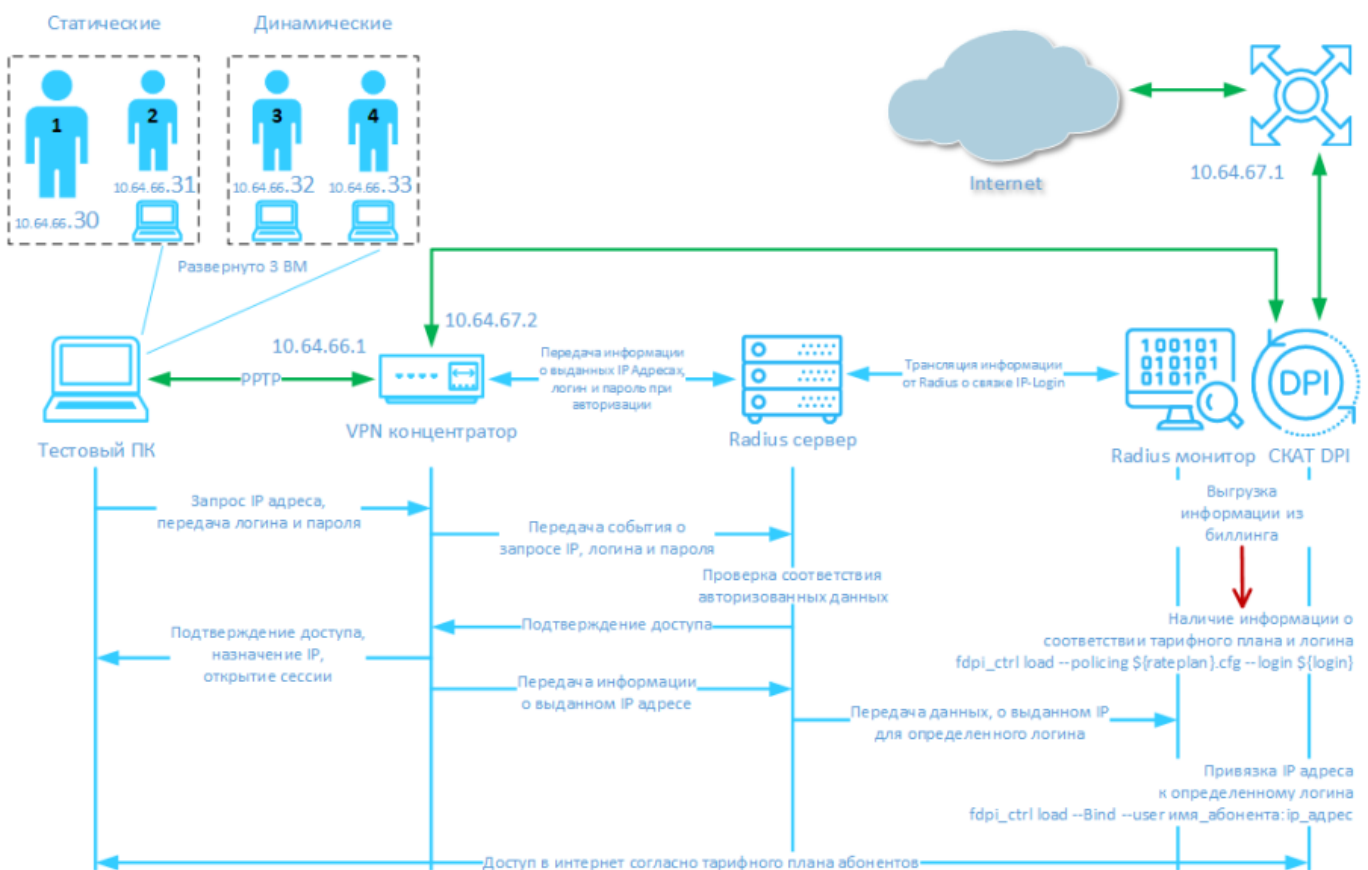 Статические
Динамические
1
2
3
4
10.64.66.30
10.64.66.31
10.64.66.32
10.64.66.33
Развернуто 3 ВМ
Internet
10.64.67.1
10.64.66.1
10.64.67.2
PPTP
Передача информации
о выданных IP Адресах,
логин и пароль при
авторизации
Трансляция информации
от Radius о связке IP-Login
100101
010101
01010
DPI
Тестовый ПК
VPN концентратор
Radius сервер
Radius монитор
СКАТ DPI
Запрос IP адреса,
передача логина и пароля
Передача события о
запросе IP, логина и пароля
Выгрузка
информации из
биллинга
Проверка соответствия
авторизованных данных
Подтверждение доступа
Подтверждение доступа,
назначение IP,
открытие сессии
Наличие информации о
соответствии тарифного плана и логина
fdpi_ctrl load --policing ${rateplan}.cfg --login ${login}
Передача информации
о выданном IP адресе
Передача данных, о выданном IP
для определенного логина
Привязка IP адреса
к определенному логина
fdpi_ctrl load --Bind --user имя_абонента:ip_адрес
Доступ в интернет согласно тарифного плана абонентов